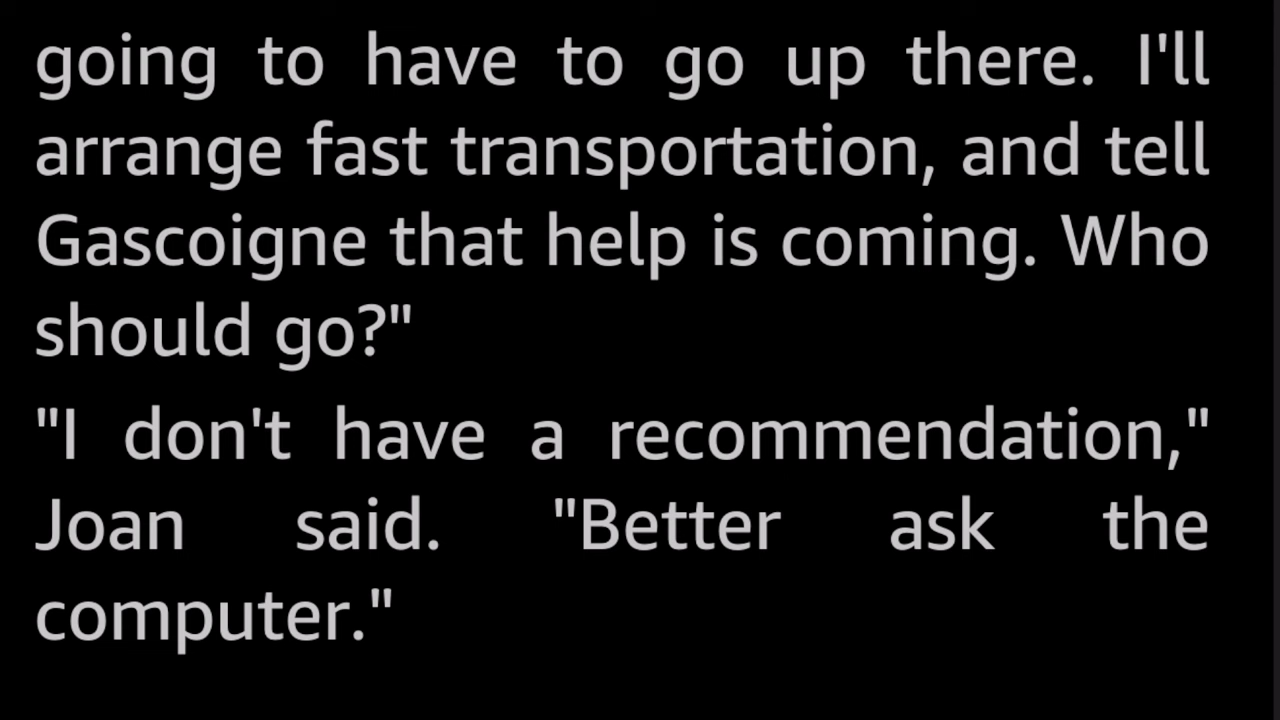 going to have to go up there. I'll
arrange fast transportation, and tell
Gascoigne that help is coming. Who
should go?"
"I don't have a recommendation,"
Joan said. "Better ask the
computer."